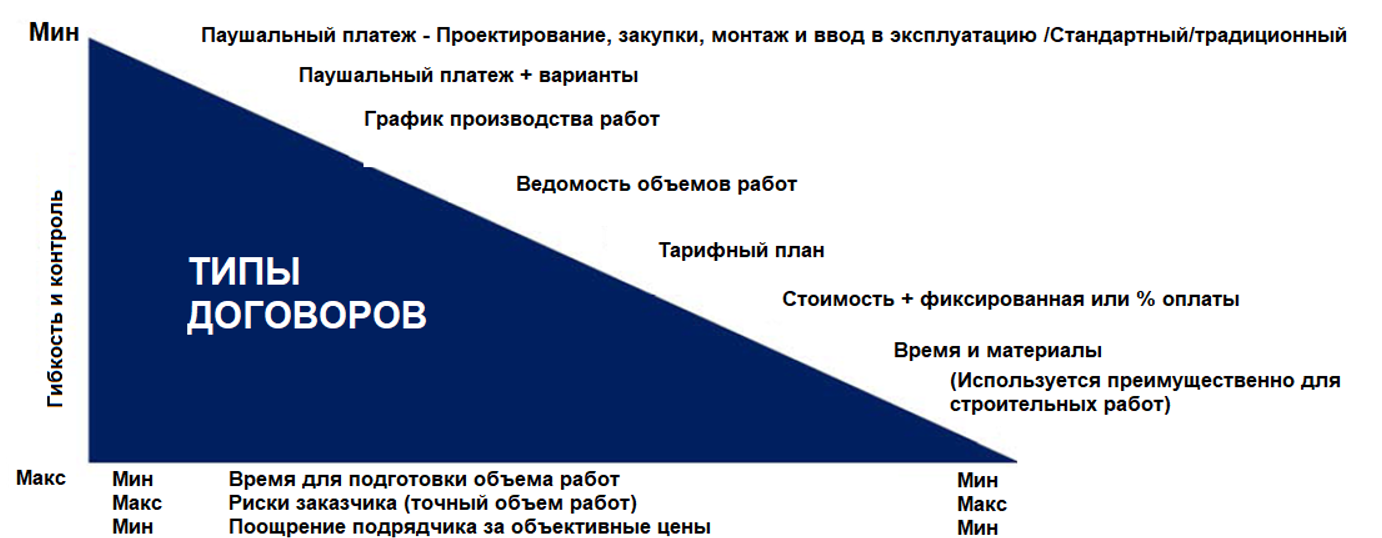 Мин
Паушальный платеж - Проектирование, закупки, монтаж и ввод в эксплуатацию /Стандартный/традиционный
Паушальный платеж + варианты
График производства работ
Ведомость объемов работ
Тарифный план
Стоимость + фиксированная или % оплаты
Время и материалы
(Используется преимущественно для
строительных работ)
Гибкость и контроль
ТИПЫ
ДОГОВОРОВ
Макс
Мин Время для подготовки объема работ Мин
Макс Риски заказчика (точный объем работ) Макс
Мин Поощрение подрядчика за объективные цены Мин